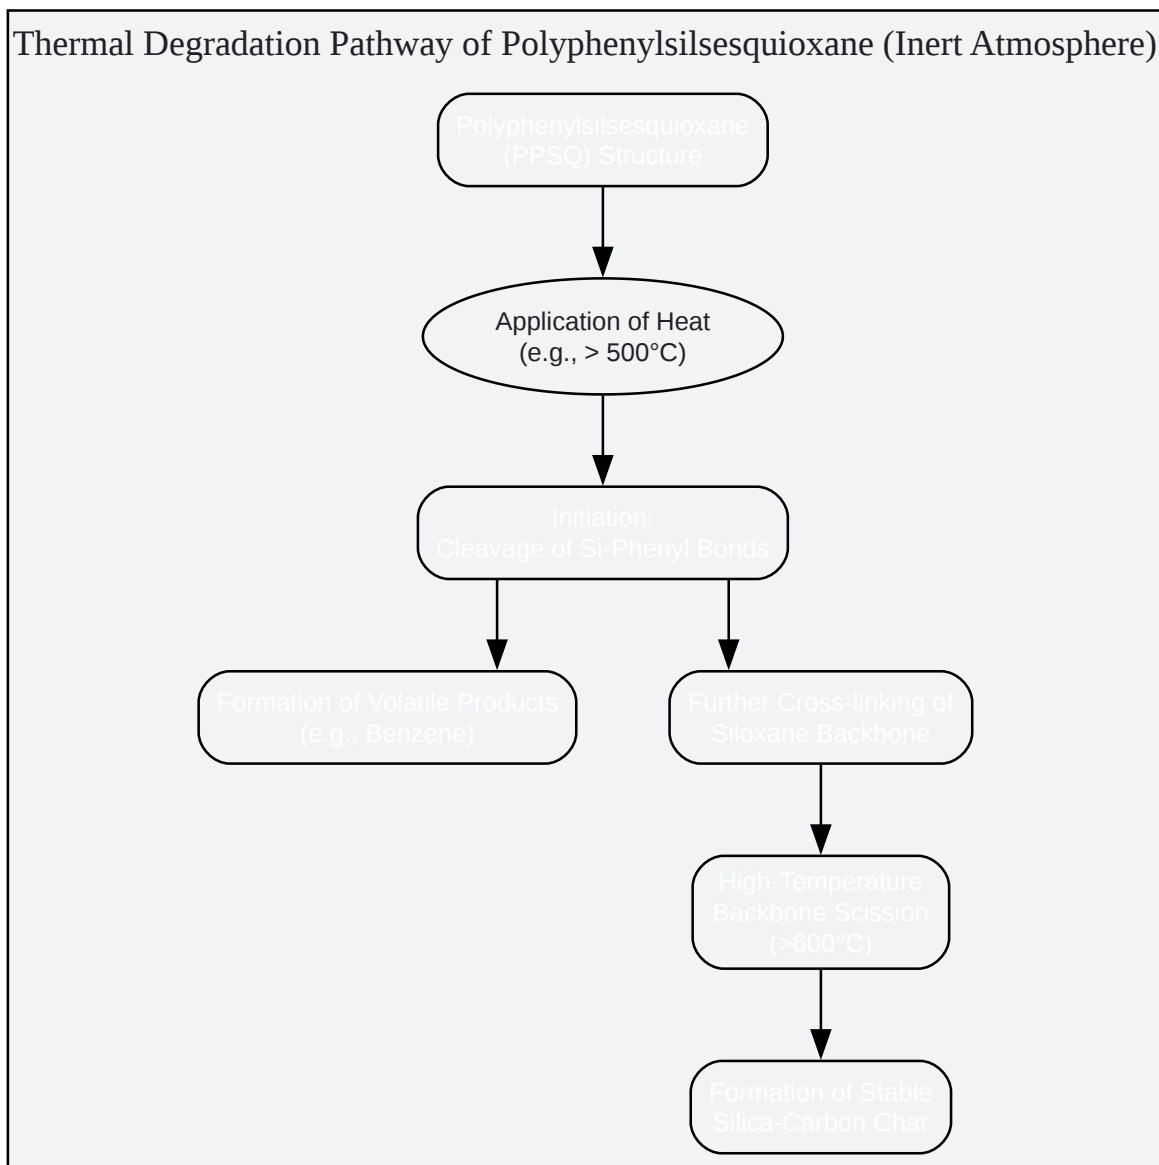 Thermal Degradation Pathway of Polyphenylsilsesquioxane (Inert Atmosphere)
Polyphenylsilsesquioxane
(PPSQ) Structure
Application of Heat
(e.g., > 500°C)
Initiation:
Cleavage of Si-Phenyl Bonds
Formation of Volatile Products
(e.g., Benzene)
Further Cross-linking of
Siloxane Backbone
High-Temperature
Backbone Scission
(>600°C)
Formation of Stable
Silica-Carbon Char